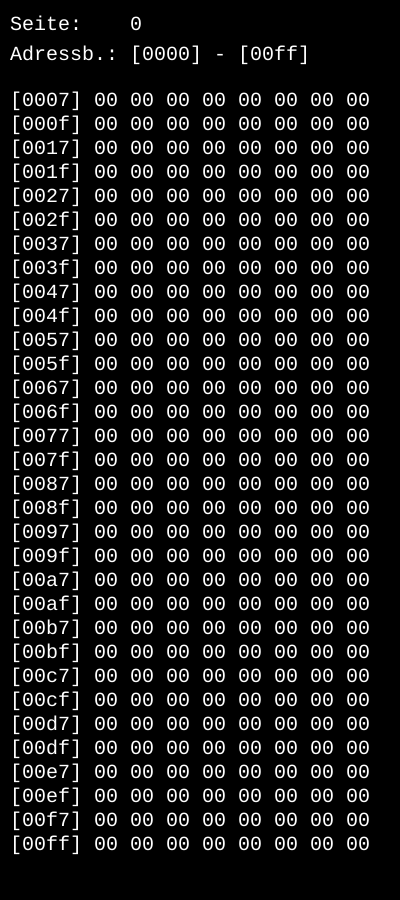 Seite:    0
Adressb.: [0000] - [00ff]
[0007] 00 00 00 00 00 00 00 00
[000f] 00 00 00 00 00 00 00 00
[0017] 00 00 00 00 00 00 00 00
[001f] 00 00 00 00 00 00 00 00
[0027] 00 00 00 00 00 00 00 00
[002f] 00 00 00 00 00 00 00 00
[0037] 00 00 00 00 00 00 00 00
[003f] 00 00 00 00 00 00 00 00
[0047] 00 00 00 00 00 00 00 00
[004f] 00 00 00 00 00 00 00 00
[0057] 00 00 00 00 00 00 00 00
[005f] 00 00 00 00 00 00 00 00
[0067] 00 00 00 00 00 00 00 00
[006f] 00 00 00 00 00 00 00 00
[0077] 00 00 00 00 00 00 00 00
[007f] 00 00 00 00 00 00 00 00
[0087] 00 00 00 00 00 00 00 00
[008f] 00 00 00 00 00 00 00 00
[0097] 00 00 00 00 00 00 00 00
[009f] 00 00 00 00 00 00 00 00
[00a7] 00 00 00 00 00 00 00 00
[00af] 00 00 00 00 00 00 00 00
[00b7] 00 00 00 00 00 00 00 00
[00bf] 00 00 00 00 00 00 00 00
[00c7] 00 00 00 00 00 00 00 00
[00cf] 00 00 00 00 00 00 00 00
[00d7] 00 00 00 00 00 00 00 00
[00df] 00 00 00 00 00 00 00 00
[00e7] 00 00 00 00 00 00 00 00
[00ef] 00 00 00 00 00 00 00 00
[00f7] 00 00 00 00 00 00 00 00
[00ff] 00 00 00 00 00 00 00 00